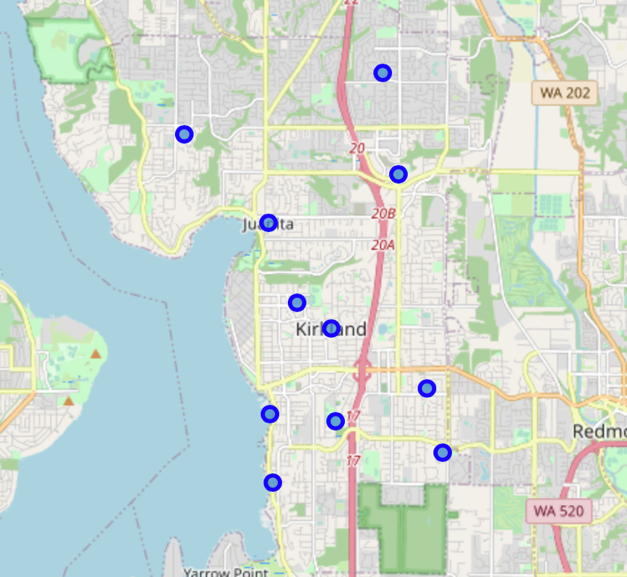 22
WA 202
20
20B
Juanita
20A
Kirkland
17
Redmo
17
WA 520
Yarrow Point